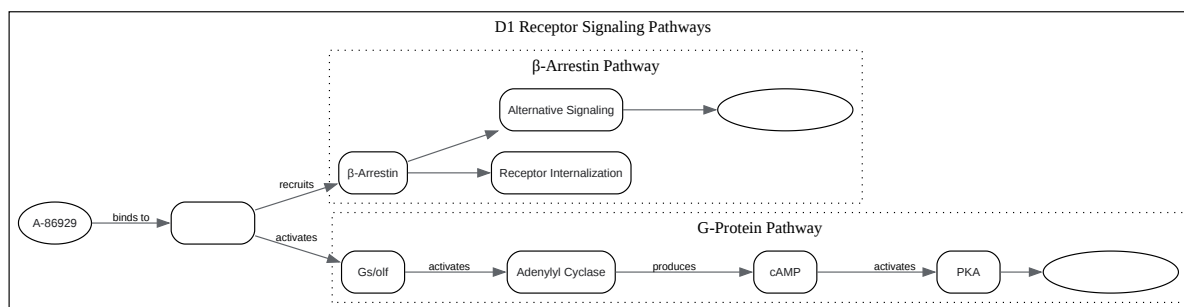 D1 Receptor Signaling Pathways
β-Arrestin Pathway
Alternative Signaling
β-Arrestin
Receptor Internalization
recruits
A-86929
binds to
activates
G-Protein Pathway
Gs/olf
activates
Adenylyl Cyclase
produces
cAMP
activates
PKA